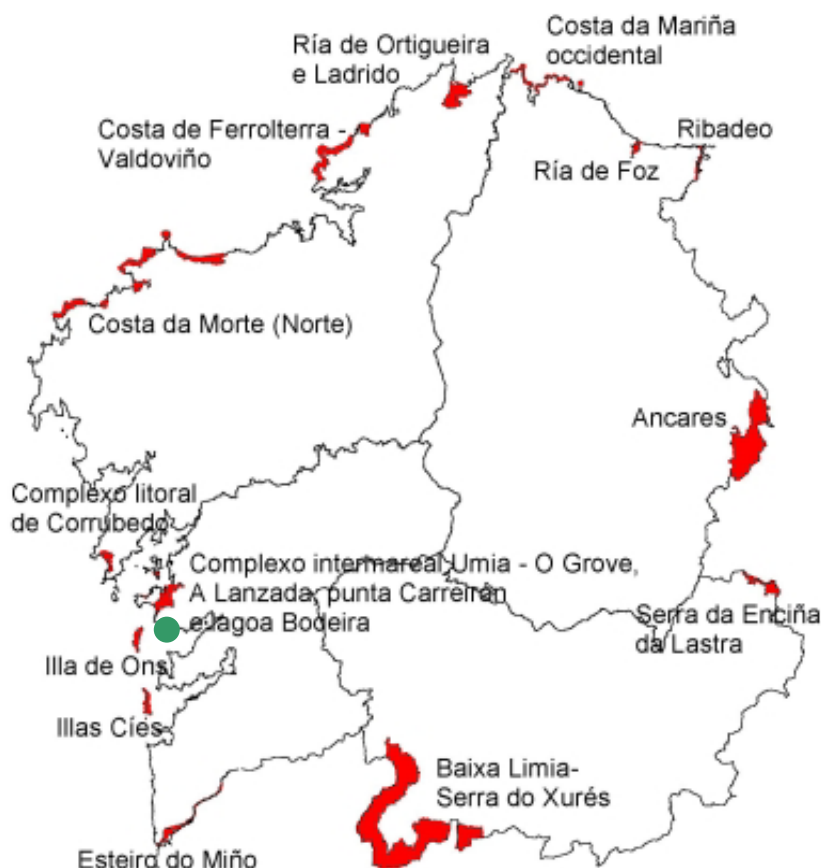 Ría de Ortigueira
e Ladrido
Costa da Mariña
occidental
Costa de Ferrolterra -
Valdoviño
Ribadeo
Ría de Foz
Costa da Morte (Norte)
Ancares
Complexo litoral
de Corrubedo
Complexo intermareal Umia - O Grove,
A Lanzada, punta Carreirón
e lagoa Bodeira
Serra da Enciña
da Lastra
Illa de Ons
Illas Cíes
Baixa Limia-
Serra do Xurés
Esteiro do Miño